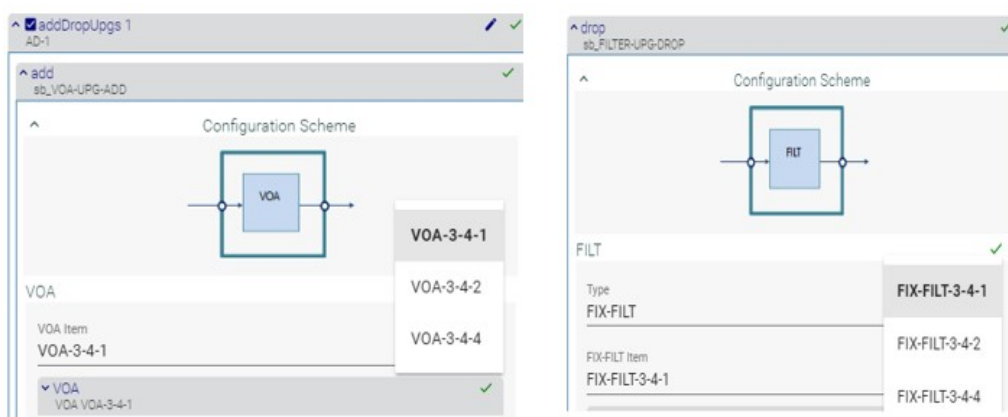 addDropUpgs 1
AD-1
add
sb_VOA-UPG-ADD
Configuration Scheme
VOA
VOA-3-4-1
VOA-3-4-2
VOA-3-4-4
VOA
VOA Item
VOA-3-4-1
VOA
VOA VOA-3-4-1
drop
sb_FILTER-UPG-DROP
Configuration Scheme
FILT
FILT
Type
FIX-FILT
FIX-FILT Item
FIX-FILT-3-4-1
FIX-FILT-3-4-1
FIX-FILT-3-4-2
FIX-FILT-3-4-4